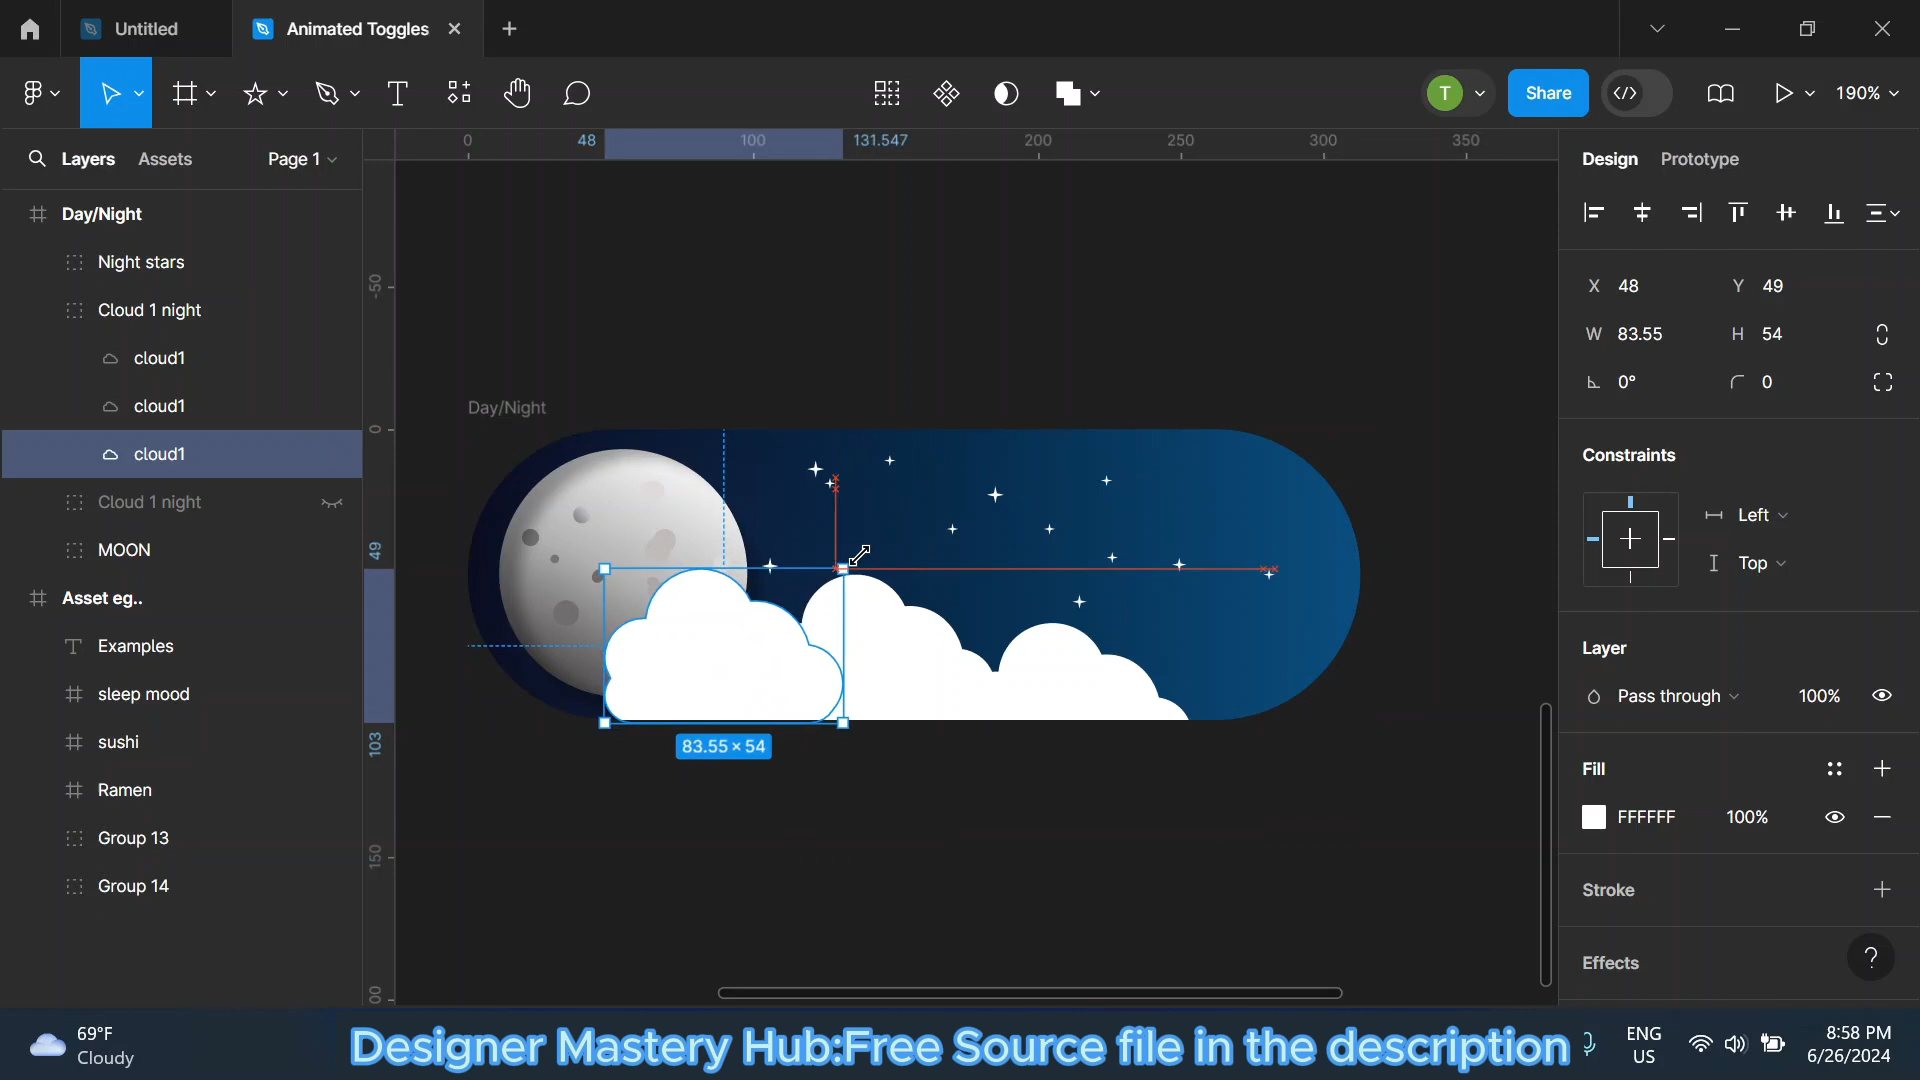 Untitled
Animated Toggles
T
Share
190%
Layers
Assets
Page 1
0
48
100
131.547
200
250
300
350
Design
Prototype
Day/Night
Night stars
Cloud 1 night
cloud1
cloud1
cloud1
Cloud 1 night
MOON
Asset eg..
Examples
sleep mood
sushi
Ramen
Group 13
Group 14
-50
0
49
103
150
00
Day/Night
83.55 × 54
X 48
Y 49
W 83.55
H 54
0°
0
Constraints
Left
Top
Layer
Pass through
100%
Fill
FFFFFF
100%
Stroke
Effects
?
69°F
Cloudy
Designer Mastery Hub:Free Source file in the description
ENG
US
8:58 PM
6/26/2024